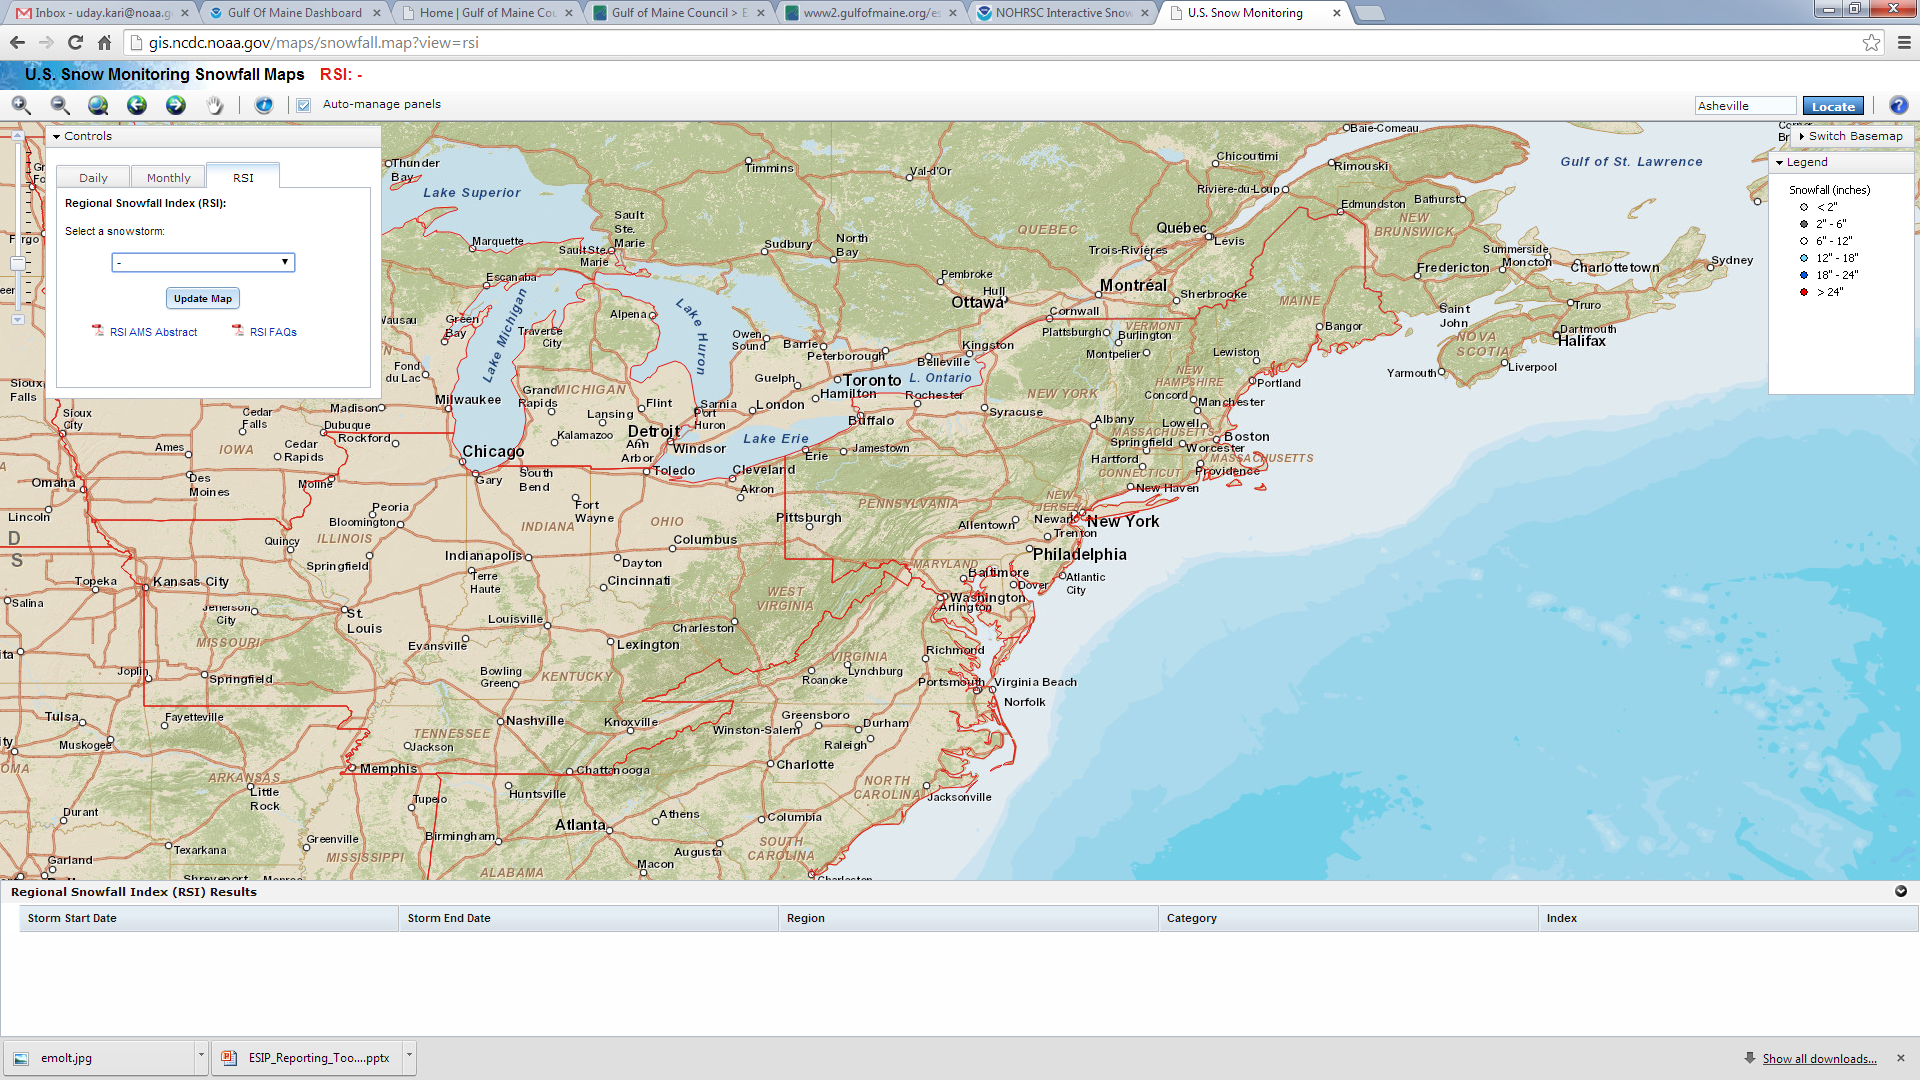 Inbox - uday.kari@noaa.g
Gulf Of Maine Dashboard
Home | Gulf of Maine Cou
Gulf of Maine Council > E
www2.gulfofmaine.org/es
NOHRSC Interactive Snow
U.S. Snow Monitoring
gis.ncdc.noaa.gov/maps/snowfall.map?view=rsi
U.S. Snow Monitoring Snowfall Maps RSI: -
Auto-manage panels
Asheville
Locate
Controls
Daily
Monthly
RSI
Regional Snowfall Index (RSI):
Select a snowstorm:
-
Update Map
RSI AMS Abstract
RSI FAQs
Switch Basemap
Legend
Snowfall (inches)
< 2"
2" - 6"
6" - 12"
12" - 18"
18" - 24"
> 24"
Baie-Comeau
Thunder Bay
Timmins
Val-d'Or
Chicoutimi
Rimouski
Gulf of St. Lawrence
Lake Superior
Rivière-du-Loup
Edmundston
Bathurst
Sault Ste. Marie
QUEBEC
Québec
Lévis
NEW BRUNSWICK
Marquette
Sault Ste. Marie
Sudbury
North Bay
Trois-Rivières
Summerside
Moncton
Charlottetown
Sydney
Fredericton
Escanaba
Pembroke
Hull
Ottawa
Montréal
Sherbrooke
MAINE
Truro
Saint John
Lake Michigan
Lake Huron
Alpena
Cornwall
Plattsburgh
VERMONT
Burlington
Bangor
Dartmouth
Halifax
NOVA SCOTIA
Green Bay
Traverse City
Owen Sound
Barrie
Peterborough
Kingston
Belleville
Montpelier
Lewiston
Liverpool
Yarmouth
Fond du Lac
Guelph
Toronto
Hamilton
L. Ontario
Rochester
NEW HAMPSHIRE
Portland
Sioux Falls
Milwaukee
Grand Rapids
MICHIGAN
NEW YORK
Concord
Manchester
Sioux City
Cedar Falls
Madison
Dubuque
Rockford
Lansing
Flint
Sarnia
Port Huron
London
Buffalo
Syracuse
Albany
Lowell
MASSACHUSETTS
Springfield
Boston
Worcester
Ames
IOWA
Cedar Rapids
Kalamazoo
Detroit
Ann Arbor
Windsor
Lake Erie
Jamestown
Erie
Hartford
CONNECTICUT
Providence
MASSACHUSETTS
Chicago
Omaha
Des Moines
Moline
Gary
South Bend
Toledo
Cleveland
Akron
New Haven
Lincoln
Peoria
Bloomington
Fort Wayne
INDIANA
OHIO
Pittsburgh
PENNSYLVANIA
Allentown
NEW JERSEY
Newark
New York
Trenton
Quincy
ILLINOIS
Indianapolis
Columbus
Philadelphia
Springfield
Dayton
MARYLAND
Baltimore
Dover
Atlantic City
Topeka
Kansas City
Terre Haute
Cincinnati
WEST VIRGINIA
Washington
Arlington
Salina
Jefferson City
St. Louis
Louisville
Charleston
MISSOURI
Evansville
Lexington
VIRGINIA
Richmond
Joplin
Springfield
Bowling Green
KENTUCKY
Roanoke
Lynchburg
Portsmouth
Virginia Beach
Norfolk
Tulsa
Fayetteville
Nashville
Knoxville
Greensboro
Winston-Salem
Durham
Raleigh
Muskogee
TENNESSEE
Jackson
Memphis
Chattanooga
Charlotte
NORTH CAROLINA
ARKANSAS
Little Rock
Tupelo
Huntsville
Jacksonville
Durant
Atlanta
Athens
Columbia
Greenville
Birmingham
Texarkana
MISSISSIPPI
Augusta
SOUTH CAROLINA
Garland
Macon
ALABAMA
Shreveport
Monroe
Charleston
Regional Snowfall Index (RSI) Results
Storm Start Date
Storm End Date
Region
Category
Index
emolt.jpg
ESIP_Reporting_Too....pptx
Show all downloads...